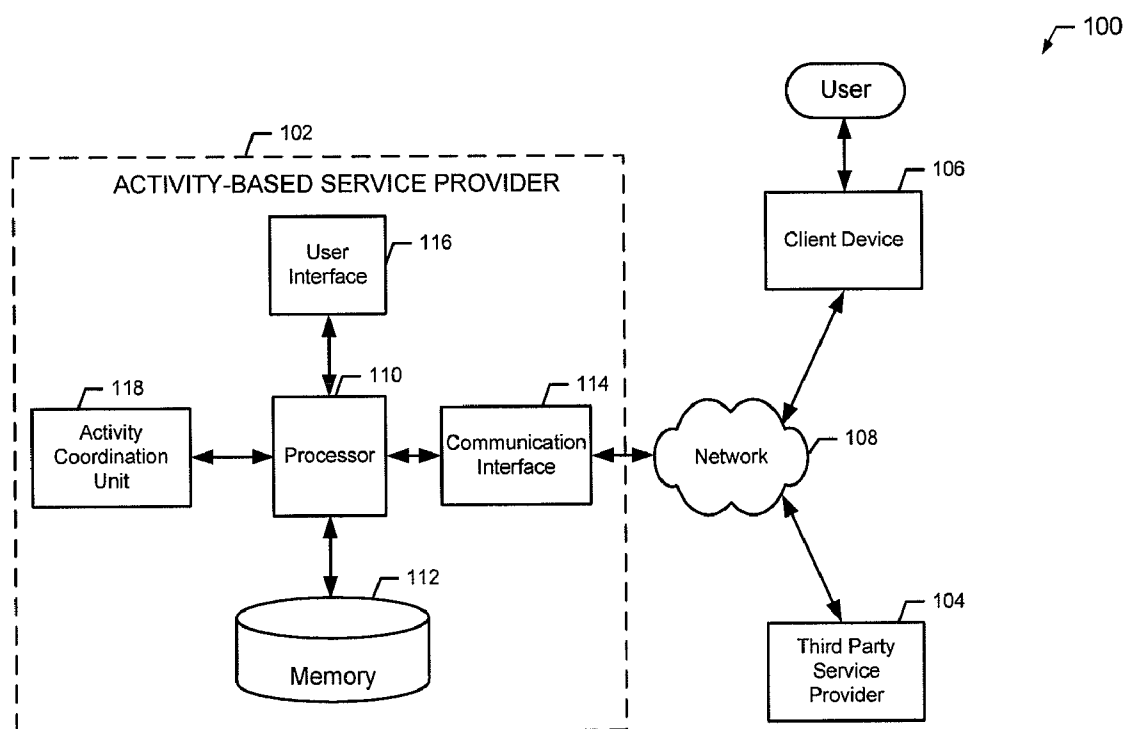 100
User
102
ACTIVITY-BASED SERVICE PROVIDER
106
Client Device
User
Interface
116
118
Activity
Coordination
Unit
110
Processor
114
Communication
Interface
Network
108
112
Memory
104
Third Party
Service
Provider